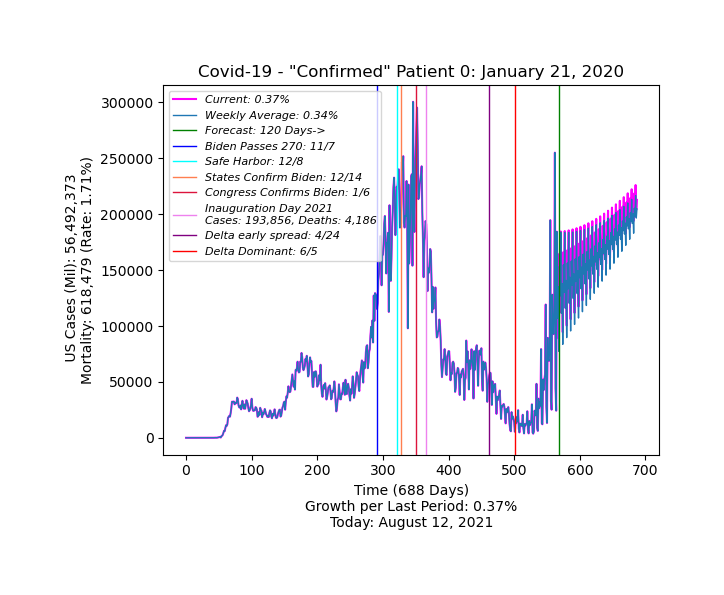 Covid-19 - "Confirmed" Patient 0: January 21, 2020
US Cases (Mil): 56,492,373
Mortality: 618,479 (Rate: 1.71%)
300000
250000
200000
150000
100000
50000
0
Current: 0.37%
Weekly Average: 0.34%
Forecast: 120 Days->
Biden Passes 270: 11/7
Safe Harbor: 12/8
States Confirm Biden: 12/14
Congress Confirms Biden: 1/6
Inauguration Day 2021
Cases: 193,856, Deaths: 4,186
Delta early spread: 4/24
Delta Dominant: 6/5
0 100 200 300 400 500 600 700
Time (688 Days)
Growth per Last Period: 0.37%
Today: August 12, 2021